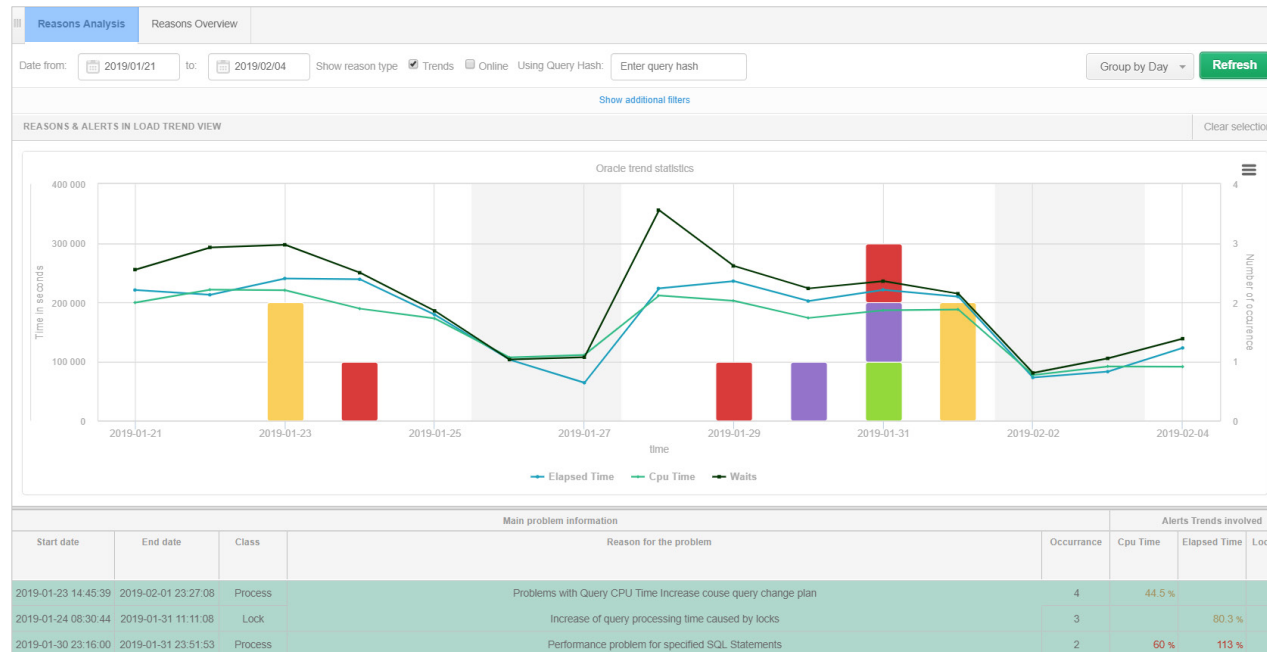 Reasons Analysis Reasons Overview
Date from: 2019/01/21 to: 2019/02/04 Show reason type Trends Online Using Query Hash: Enter query hash Group by Day Refresh
Show additional filters
REASONS & ALERTS IN LOAD TREND VIEW Clear selection
Oracle trend statistics
400 000 4
300 000 3
200 000 2
100 000 1
0 0
Time in seconds
Number of occurence
2019-01-21 2019-01-23 2019-01-25 2019-01-27 2019-01-29 2019-01-31 2019-02-02 2019-02-04
time
Elapsed Time Cpu Time Waits
Main problem information Alerts Trends involved
Start date End date Class Reason for the problem Occurrance Cpu Time Elapsed Time Loc
2019-01-23 14:45:39 2019-02-01 23:27:08 Process Problems with Query CPU Time Increase couse query change plan 4 44.5 %
2019-01-24 08:30:44 2019-01-31 11:11:08 Lock Increase of query processing time caused by locks 3 80.3 %
2019-01-30 23:16:00 2019-01-31 23:51:53 Process Performance problem for specified SQL Statements 2 60 % 113 %